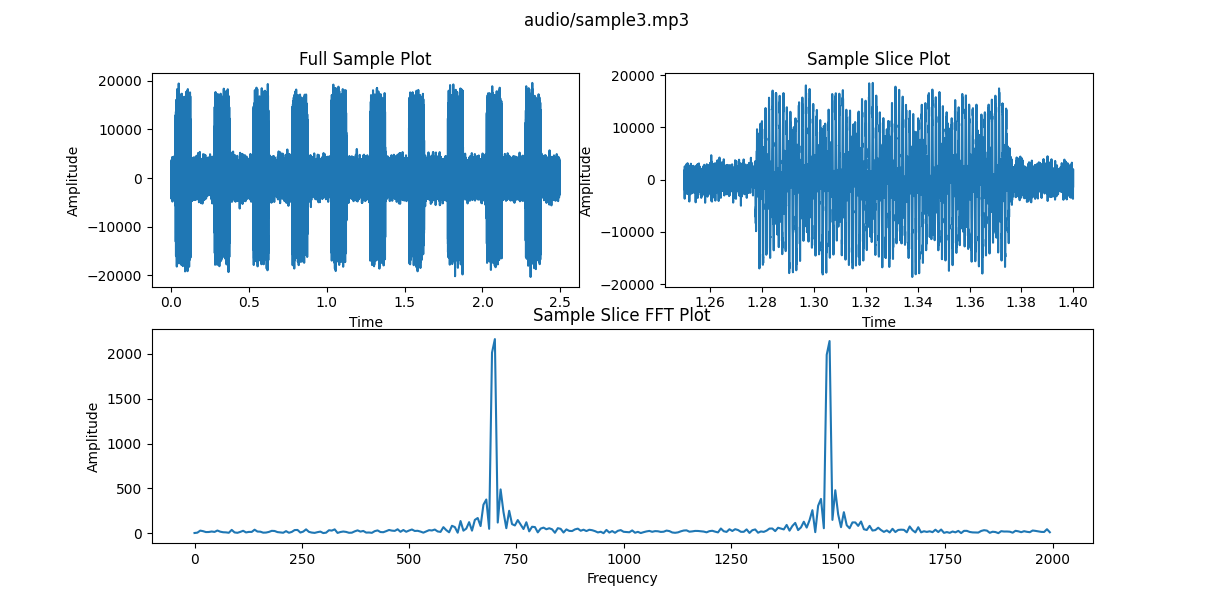 audio/sample3.mp3
Full Sample Plot
Amplitude
20000
10000
0
−10000
−20000
0.0 0.5 1.0 1.5 2.0 2.5
Time
Sample Slice Plot
Amplitude
20000
10000
0
−10000
−20000
1.26 1.28 1.30 1.32 1.34 1.36 1.38 1.40
Time
Sample Slice FFT Plot
Amplitude
2000
1500
1000
500
0
0 250 500 750 1000 1250 1500 1750 2000
Frequency